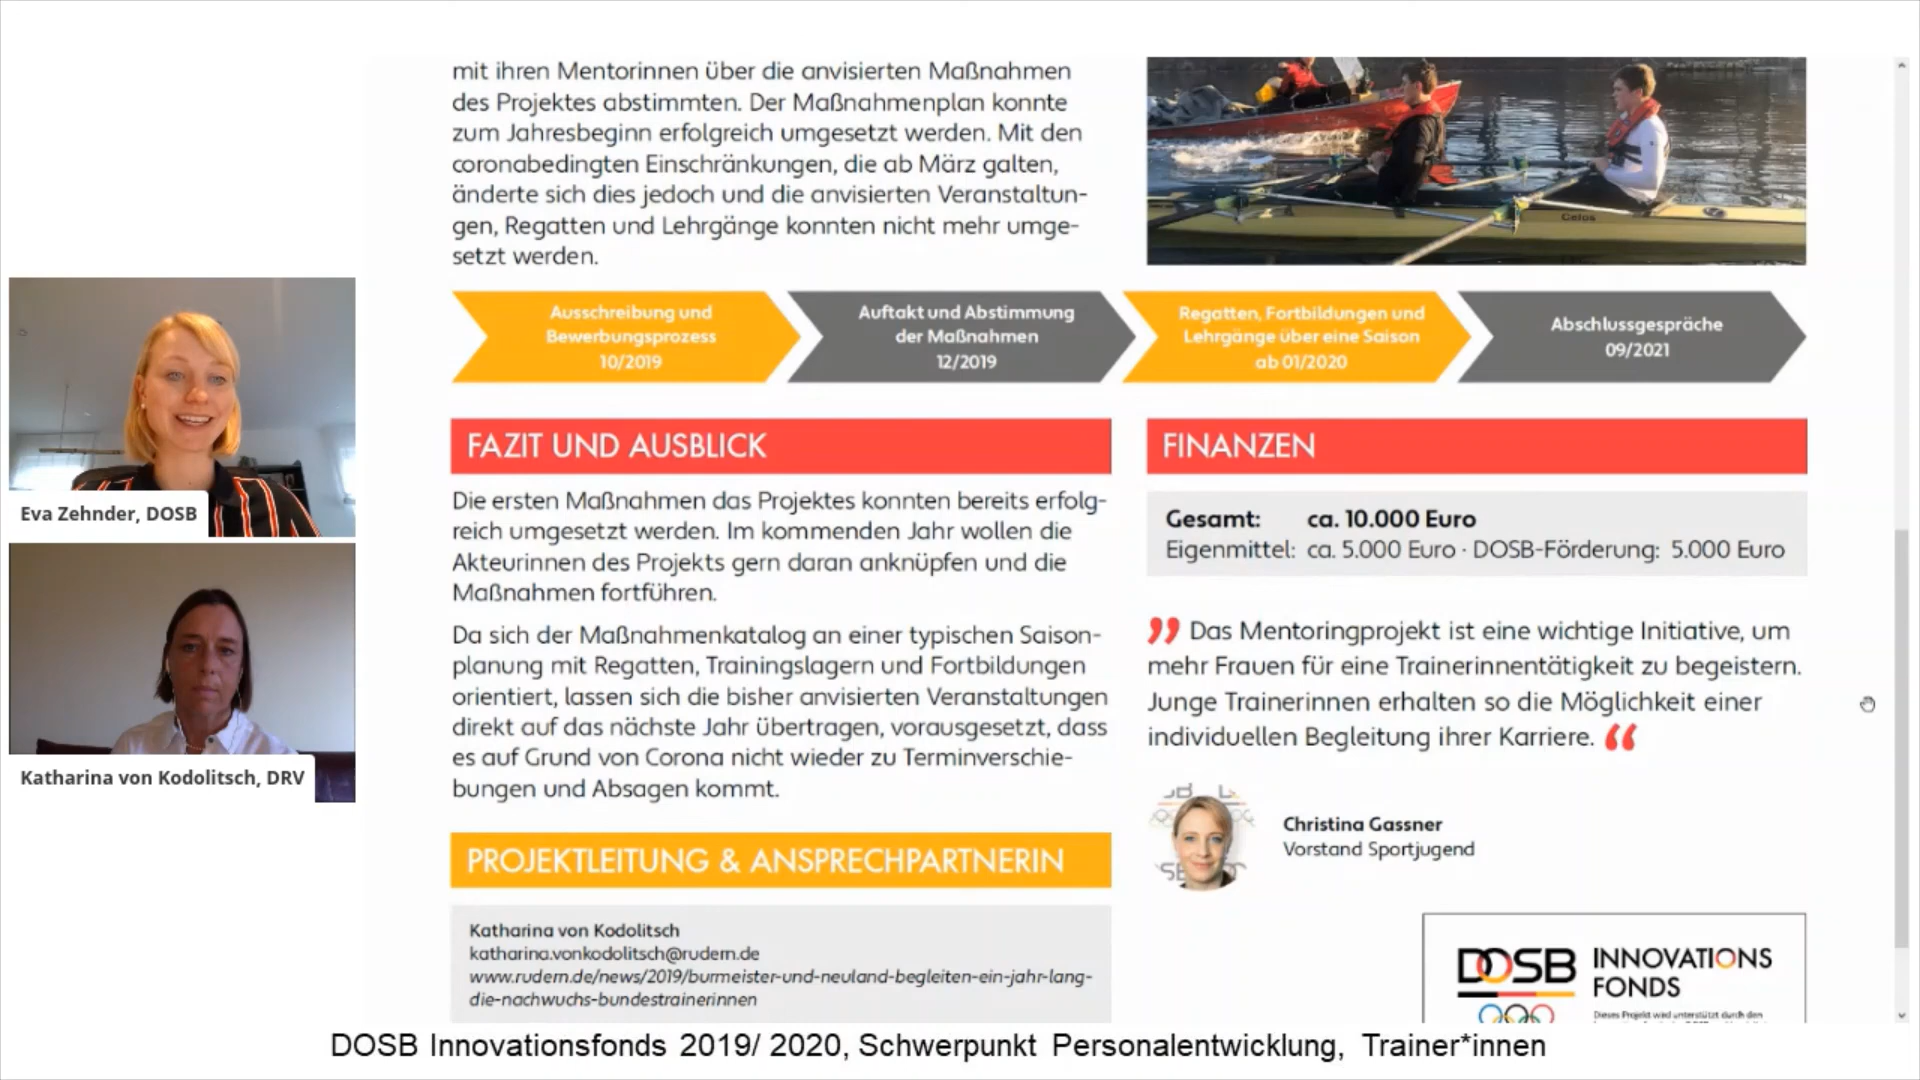 mit ihren Mentorinnen über die anvisierten Maßnahmen
des Projektes abstimmten. Der Maßnahmenplan konnte
zum Jahresbeginn erfolgreich umgesetzt werden. Mit den
coronabedingten Einschränkungen, die ab März galten,
änderte sich dies jedoch und die anvisierten Veranstaltun-
gen, Regatten und Lehrgänge konnten nicht mehr umge-
setzt werden.
Celos
Ausschreibung und
Bewerbungsprozess
10/2019
Auftakt und Abstimmung
der Maßnahmen
12/2019
Regatten, Fortbildungen und
Lehrgänge über eine Saison
ab 01/2020
Abschlussgespräche
09/2021
FAZIT UND AUSBLICK
Die ersten Maßnahmen das Projektes konnten bereits erfolg-
reich umgesetzt werden. Im kommenden Jahr wollen die
Akteurinnen des Projekts gern daran anknüpfen und die
Maßnahmen fortführen.
Da sich der Maßnahmenkatalog an einer typischen Saison-
planung mit Regatten, Trainingslagern und Fortbildungen
orientiert, lassen sich die bisher anvisierten Veranstaltungen
direkt auf das nächste Jahr übertragen, vorausgesetzt, dass
es auf Grund von Corona nicht wieder zu Terminverschie-
bungen und Absagen kommt.
PROJEKTLEITUNG & ANSPRECHPARTNERIN
Katharina von Kodolitsch
katharina.vonkodolitsch@rudern.de
www.rudern.de/news/2019/burmeister-und-neuland-begleiten-ein-jahr-lang-
die-nachwuchs-bundestrainerinnen
FINANZEN
Gesamt: ca. 10.000 Euro
Eigenmittel: ca. 5.000 Euro · DOSB-Förderung: 5.000 Euro
” Das Mentoringprojekt ist eine wichtige Initiative, um
mehr Frauen für eine Trainerinnentätigkeit zu begeistern.
Junge Trainerinnen erhalten so die Möglichkeit einer
individuellen Begleitung ihrer Karriere. “
Christina Gassner
Vorstand Sportjugend
DOSB INNOVATIONS
FONDS
Dieses Projekt wird unterstützt durch den
Eva Zehnder, DOSB
Katharina von Kodolitsch, DRV
DOSB Innovationsfonds 2019/ 2020, Schwerpunkt Personalentwicklung, Trainer*innen